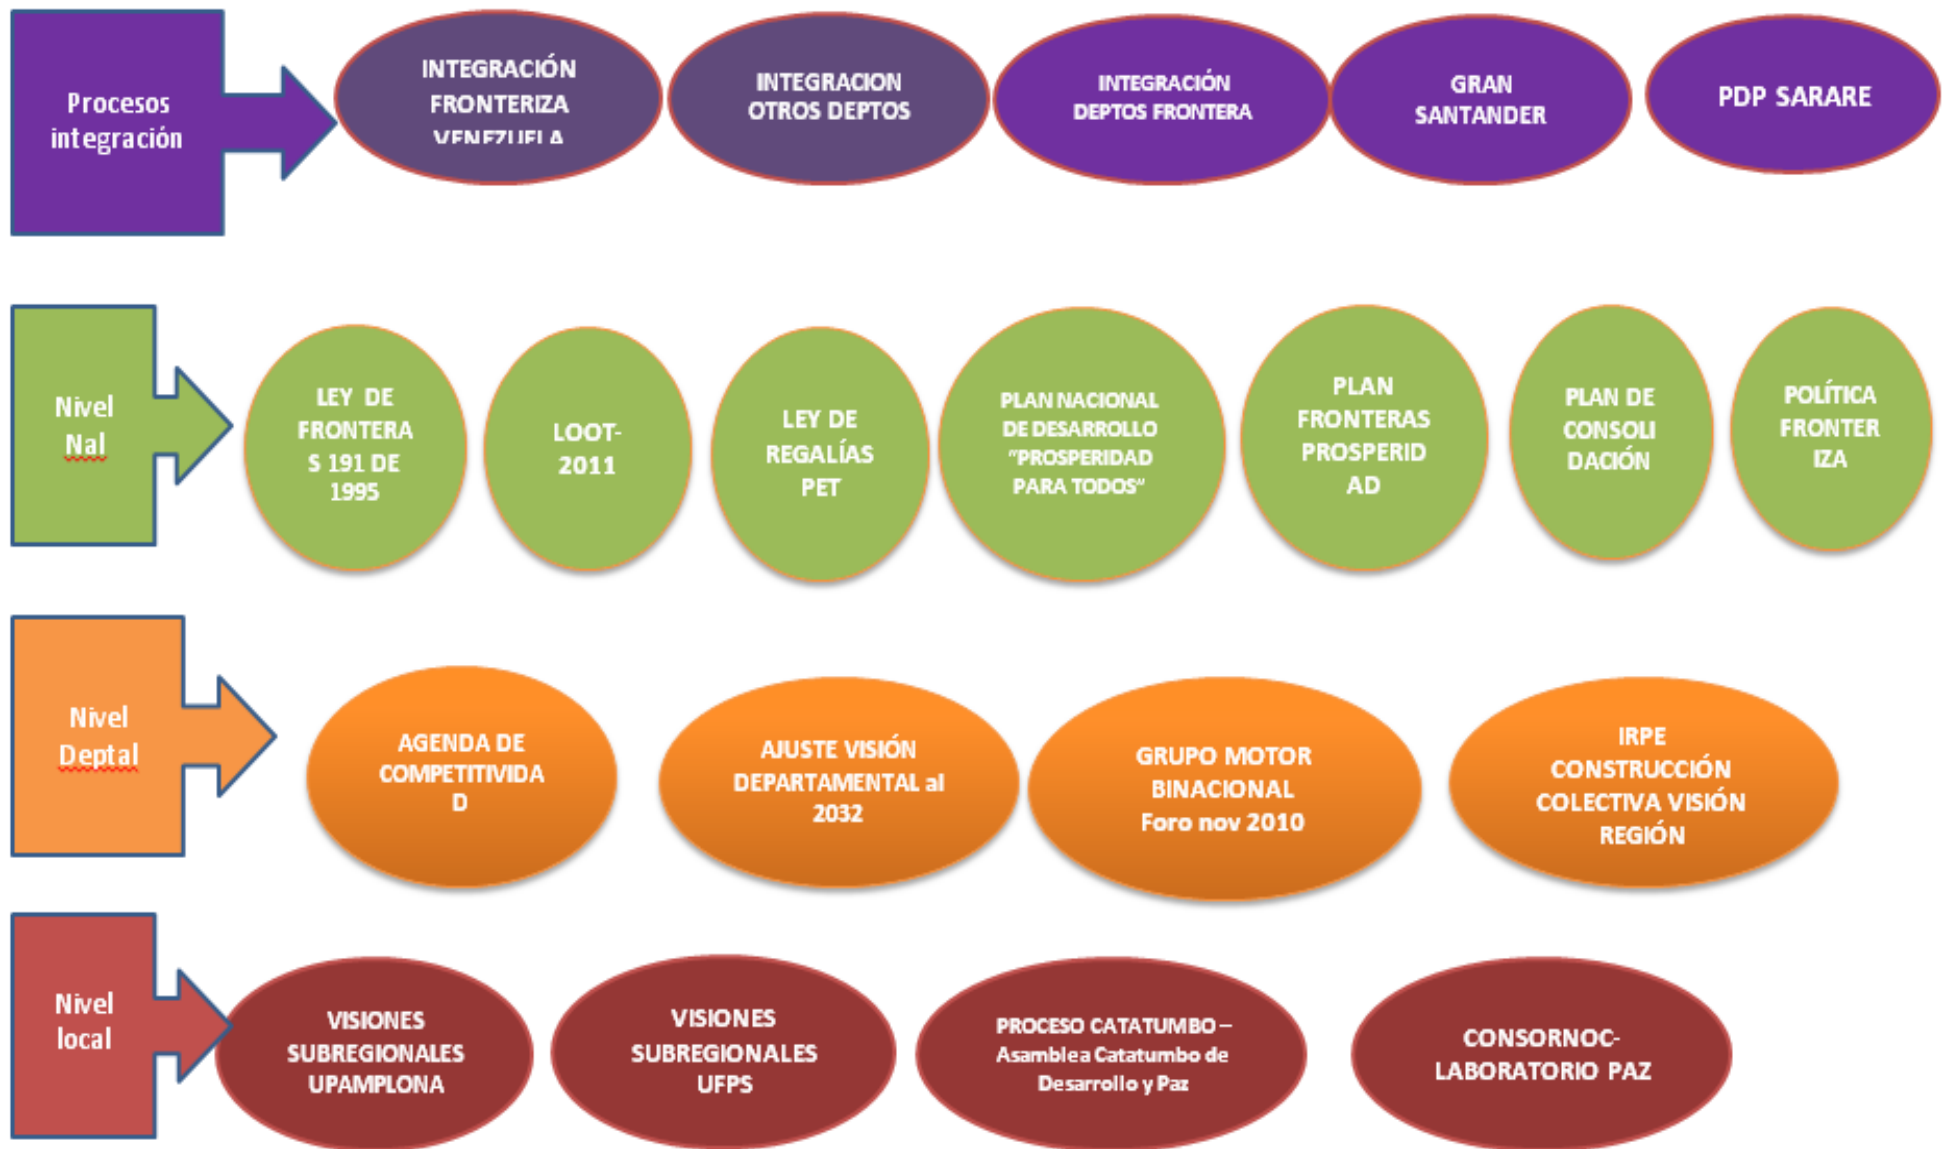 Procesos
integración
INTEGRACIÓN
FRONTERIZA
VENEZUELA
INTEGRACION
OTROS DEPTOS
INTEGRACIÓN
DEPTOS FRONTERA
GRAN
SANTANDER
PDP SARARE
Nivel
Nal
LEY DE
FRONTERA
S 191 DE
1995
LOOT-
2011
LEY DE
REGALÍAS
PET
PLAN NACIONAL
DE DESARROLLO
"PROSPERIDAD
PARA TODOS"
PLAN
FRONTERAS
PROSPERID
AD
PLAN DE
CONSOLI
DACIÓN
POLÍTICA
FRONTER
IZA
Nivel
Deptal
AGENDA DE
COMPETITIVIDA
D
AJUSTE VISIÓN
DEPARTAMENTAL al
2032
GRUPO MOTOR
BINACIONAL
Foro nov 2010
IRPE
CONSTRUCCIÓN
COLECTIVA VISIÓN
REGIÓN
Nivel
local
VISIONES
SUBREGIONALES
UPAMPLONA
VISIONES
SUBREGIONALES
UFPS
PROCESO CATATUMBO –
Asamblea Catatumbo de
Desarrollo y Paz
CONSORNOC-
LABORATORIO PAZ